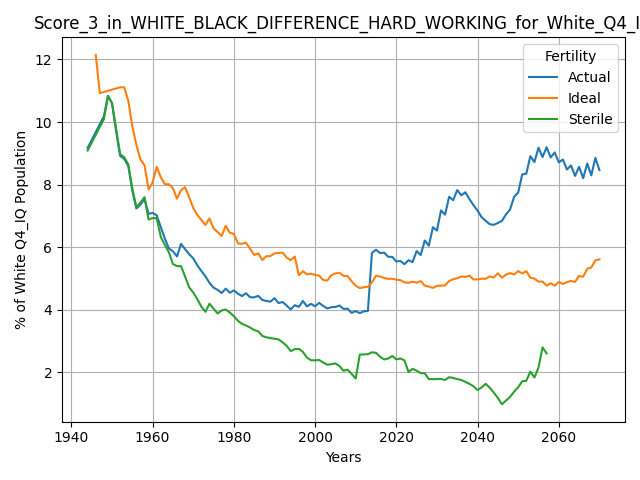 Score_3_in_WHITE_BLACK_DIFFERENCE_HARD_WORKING_for_White_Q4_I
Fertility
Actual
Ideal
Sterile
% of White Q4_IQ Population
12
10
8
6
4
2
1940 1960 1980 2000 2020 2040 2060
Years